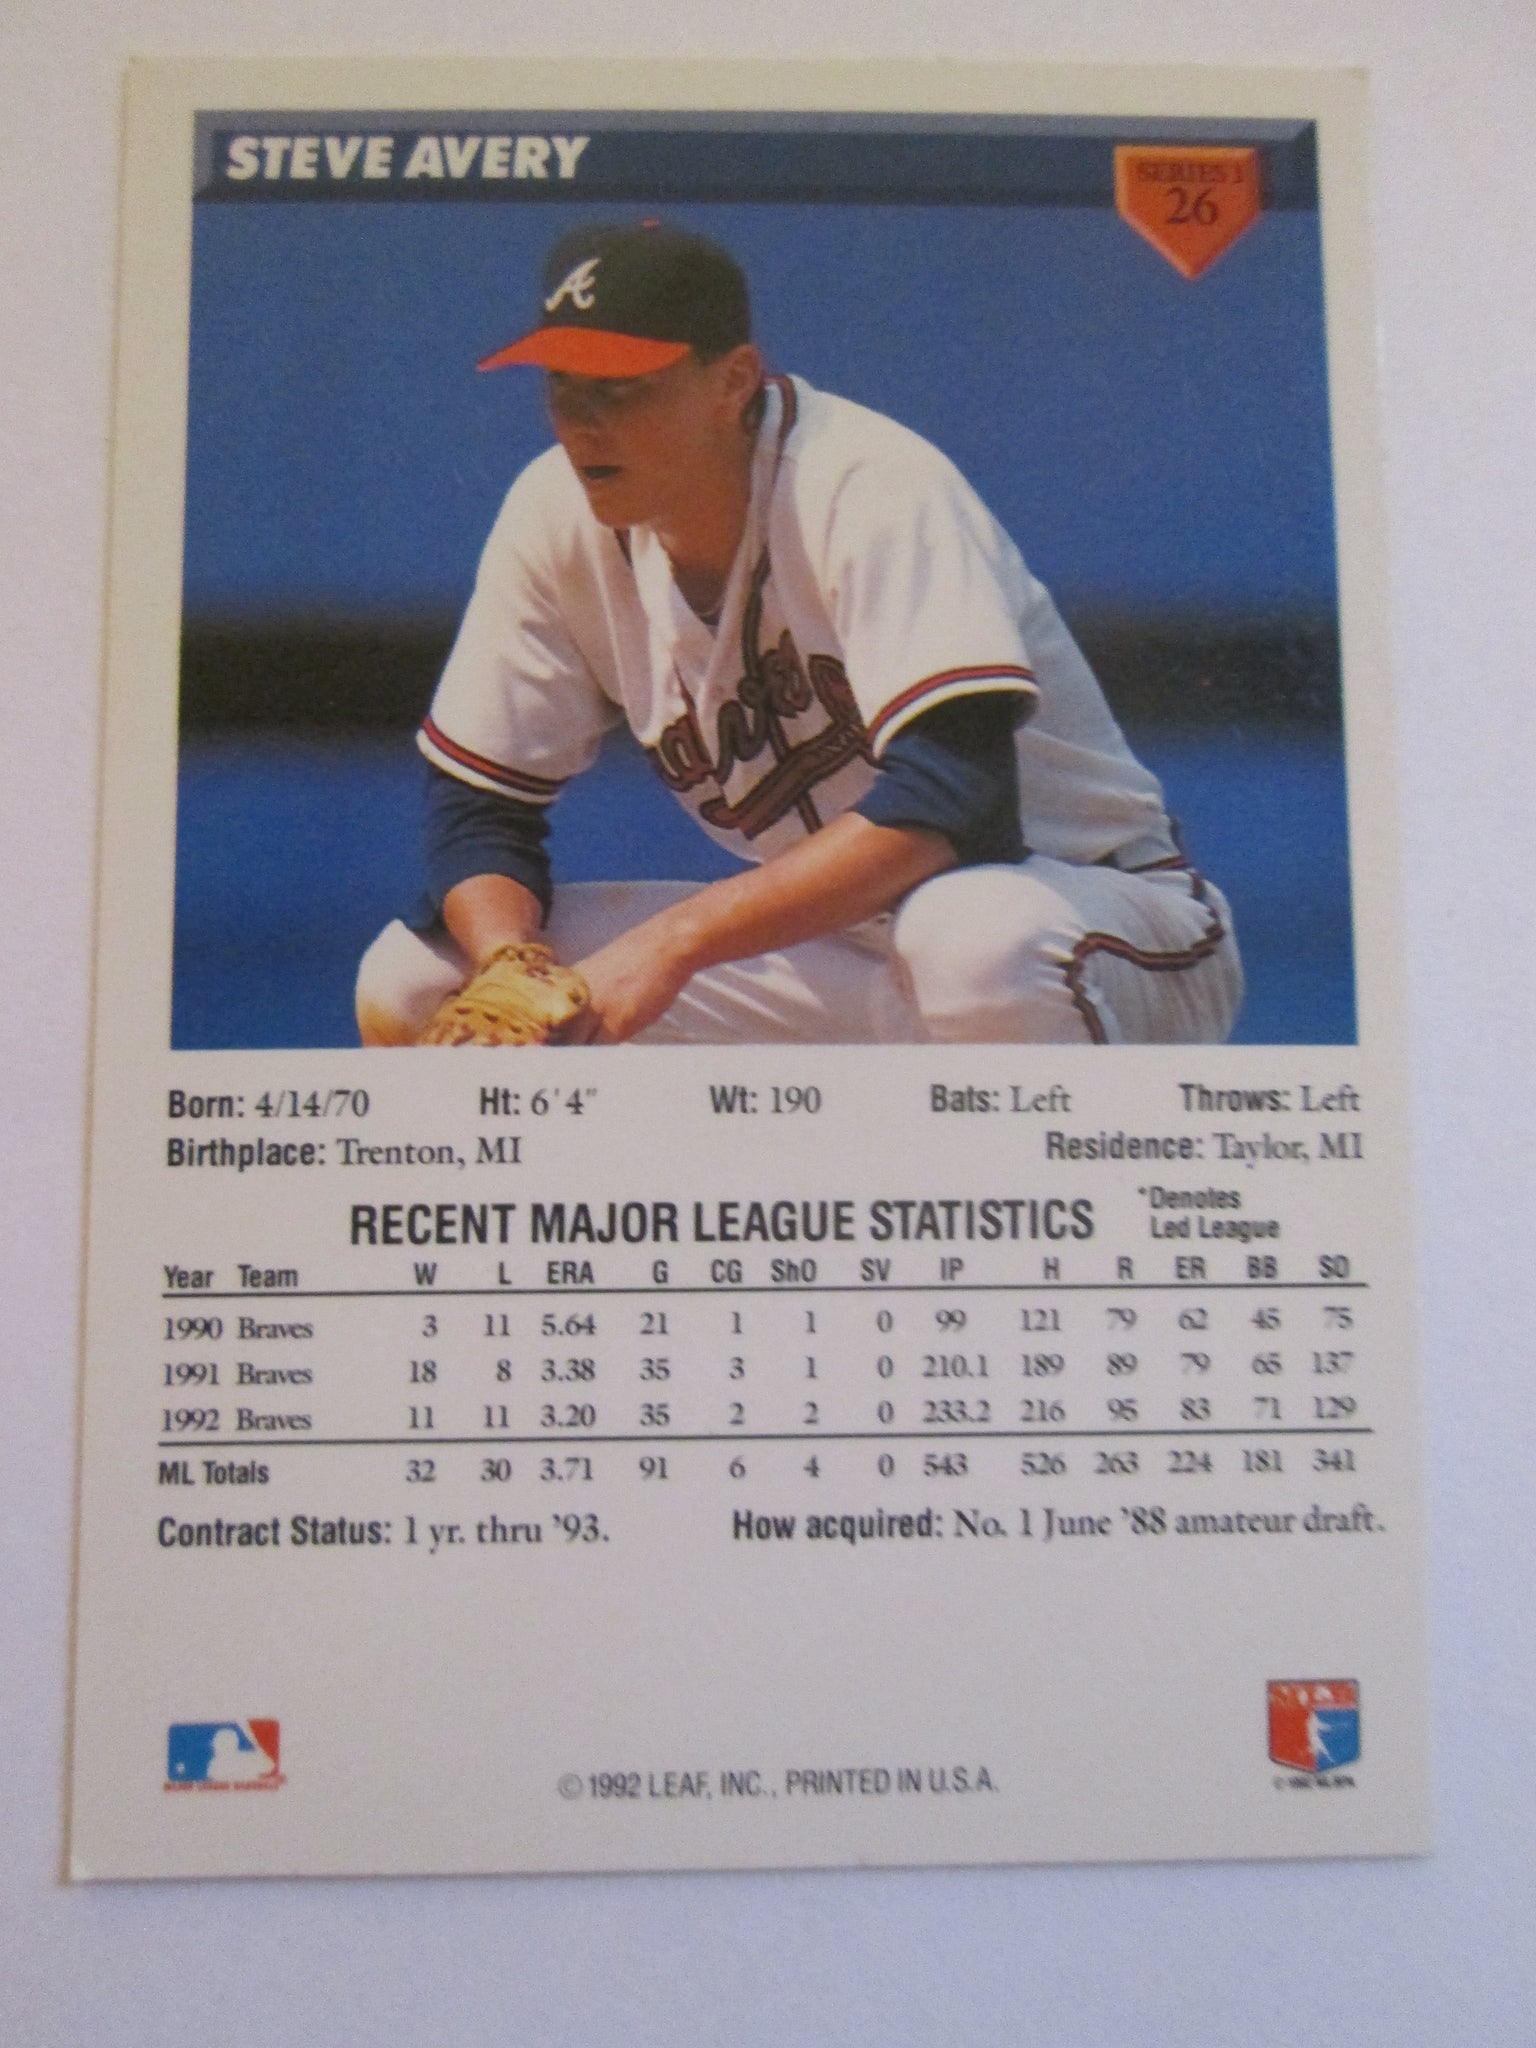 STEVE AVERY
SERIES 1
26
A
Born: 4/14/70 Ht: 6'4" Wt: 190 Bats: Left Throws: Left
Birthplace: Trenton, MI Residence: Taylor, MI
RECENT MAJOR LEAGUE STATISTICS *Denotes
Led League
Year Team W L ERA G CG ShO SV IP H R ER BB SO
1990 Braves 3 11 5.64 21 1 1 0 99 121 79 62 45 75
1991 Braves 18 8 3.38 35 3 1 0 210.1 189 89 79 65 137
1992 Braves 11 11 3.20 35 2 2 0 233.2 216 95 83 71 129
ML Totals 32 30 3.71 91 6 4 0 543 526 263 224 181 341
Contract Status: 1 yr. thru '93. How acquired: No. 1 June '88 amateur draft.
MAJOR LEAGUE BASEBALL
©1992 LEAF, INC., PRINTED IN U.S.A.